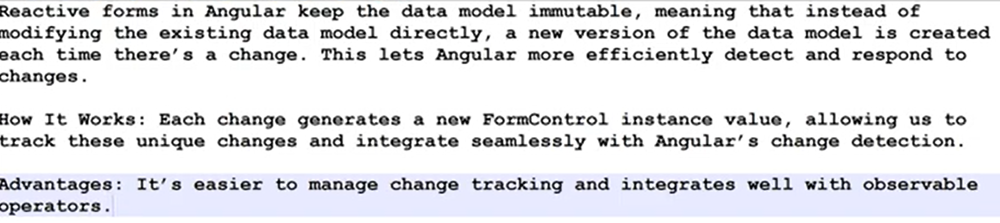 Reactive forms in Angular keep the data model immutable, meaning that instead of
modifying the existing data model directly, a new version of the data model is created
each time there's a change. This lets Angular more efficiently detect and respond to
changes.
How It Works: Each change generates a new FormControl instance value, allowing us to
track these unique changes and integrate seamlessly with Angular's change detection.
Advantages: It's easier to manage change tracking and integrates well with observable
operators.